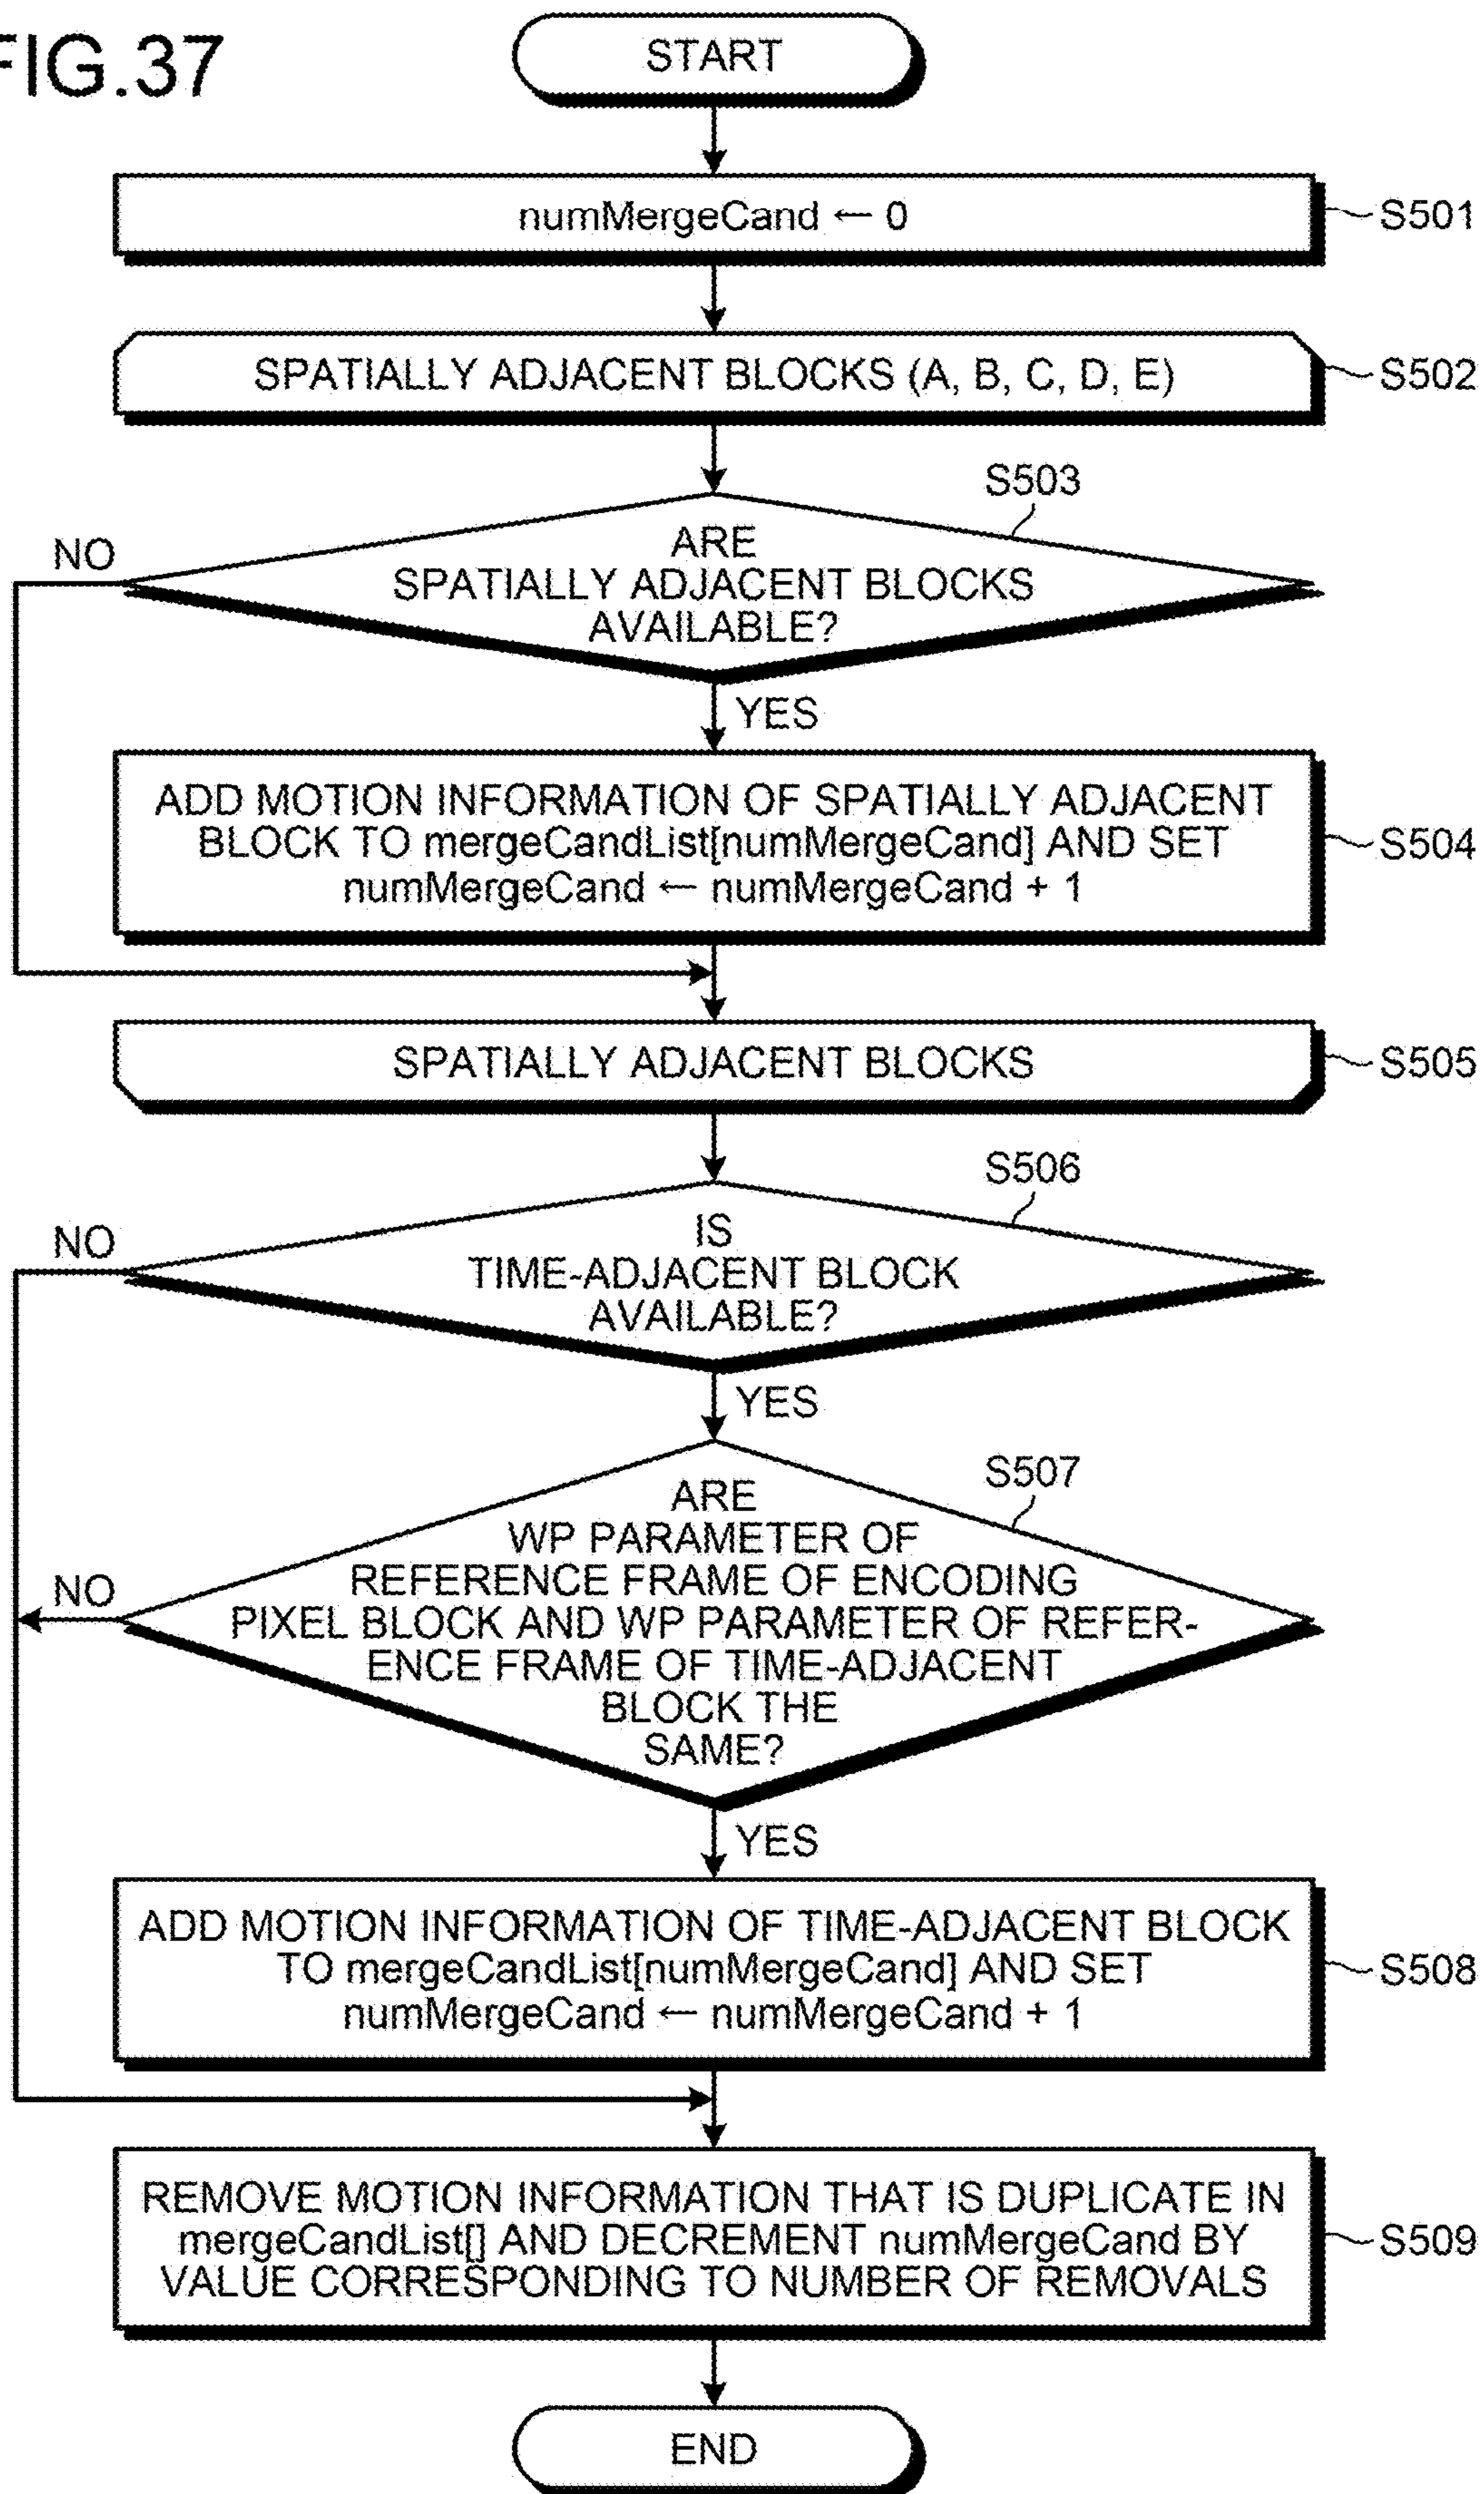 FIG.37
START
numMergeCand ← 0
S501
SPATIALLY ADJACENT BLOCKS (A, B, C, D, E)
S502
S503
NO
ARE
SPATIALLY ADJACENT BLOCKS
AVAILABLE?
YES
ADD MOTION INFORMATION OF SPATIALLY ADJACENT
BLOCK TO mergeCandList[numMergeCand] AND SET
numMergeCand ← numMergeCand + 1
S504
SPATIALLY ADJACENT BLOCKS
S505
S506
NO
IS
TIME-ADJACENT BLOCK
AVAILABLE?
YES
S507
NO
ARE
WP PARAMETER OF
REFERENCE FRAME OF ENCODING
PIXEL BLOCK AND WP PARAMETER OF REFER-
ENCE FRAME OF TIME-ADJACENT
BLOCK THE
SAME?
YES
ADD MOTION INFORMATION OF TIME-ADJACENT BLOCK
TO mergeCandList[numMergeCand] AND SET
numMergeCand ← numMergeCand + 1
S508
REMOVE MOTION INFORMATION THAT IS DUPLICATE IN
mergeCandList[] AND DECREMENT numMergeCand BY
VALUE CORRESPONDING TO NUMBER OF REMOVALS
S509
END